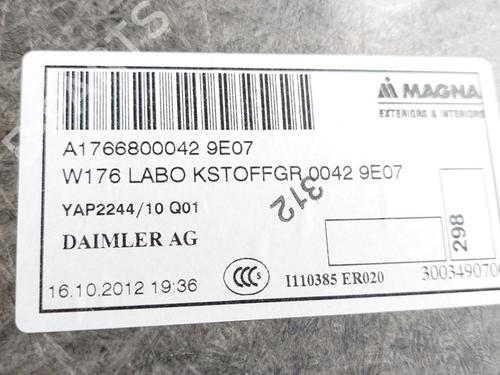 MAGNA
EXTERIORS & INTERIORS
A1766800042 9E07
W176 LABO KSTOFFGR 0042 9E07
312
YAP2244/10 Q01
DAIMLER AG
298
16.10.2012 19:36
CCC S
I110385 ER020
300349070